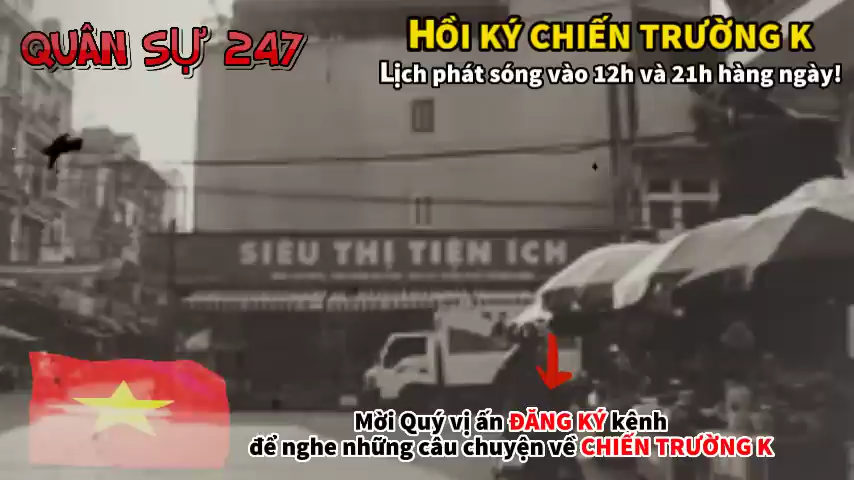 QUÂN SỰ 247
HỒI KÝ CHIẾN TRƯỜNG K
Lịch phát sóng vào 12h và 21h hàng ngày!
SIÊU THỊ TIỆN ÍCH
Mời Quý vị ấn ĐĂNG KÝ kênh
để nghe những câu chuyện về CHIẾN TRƯỜNG K